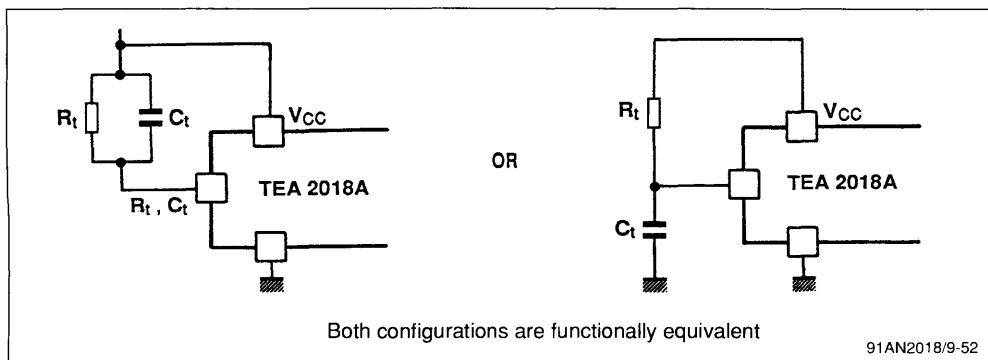 Rt
Ct
VCC
TEA 2018A
Rt , Ct
OR
Rt
VCC
TEA 2018A
Ct
Both configurations are functionally equivalent
91AN2018/9-52